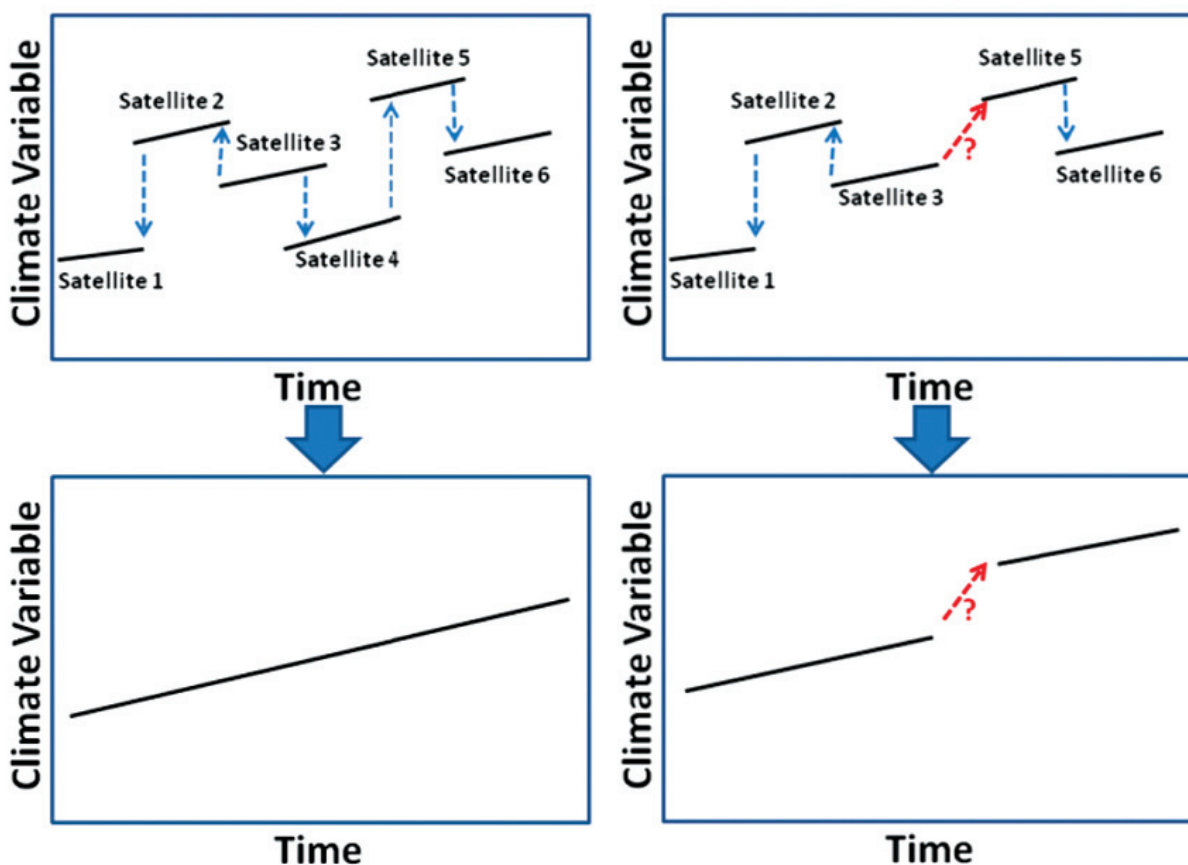 Climate Variable
Satellite 1
Satellite 2
Satellite 3
Satellite 4
Satellite 5
Satellite 6
Time
Climate Variable
Satellite 1
Satellite 2
Satellite 3
?
Satellite 5
Satellite 6
Time
Climate Variable
Time
Climate Variable
?
Time